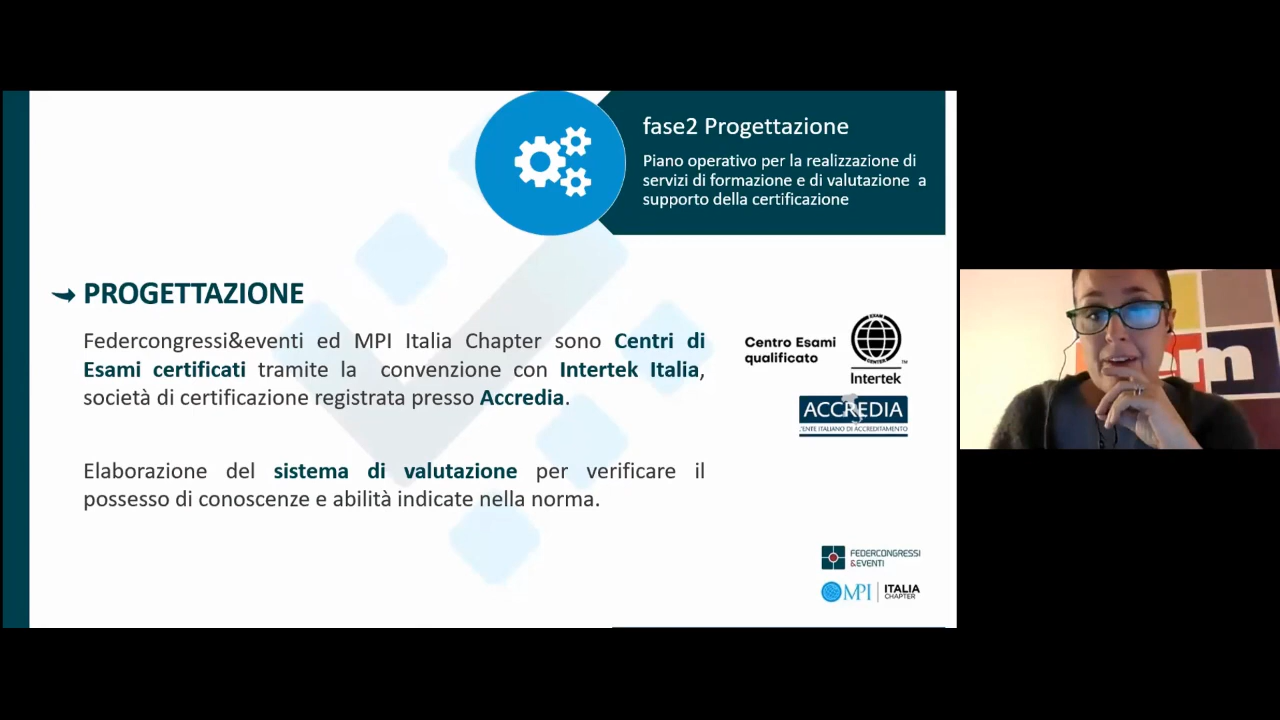 fase2 Progettazione
Piano operativo per la realizzazione di
servizi di formazione e di valutazione a
supporto della certificazione
PROGETTAZIONE
Federcongressi&eventi ed MPI Italia Chapter sono Centri di
Esami certificati tramite la convenzione con Intertek Italia,
società di certificazione registrata presso Accredia.
Elaborazione del sistema di valutazione per verificare il
possesso di conoscenze e abilità indicate nella norma.
Centro Esami
qualificato
EXAM
CENTER
TM
Intertek
ACCREDIA
L'ENTE ITALIANO DI ACCREDITAMENTO
FEDERCONGRESSI
&EVENTI
MPI ITALIA
CHAPTER